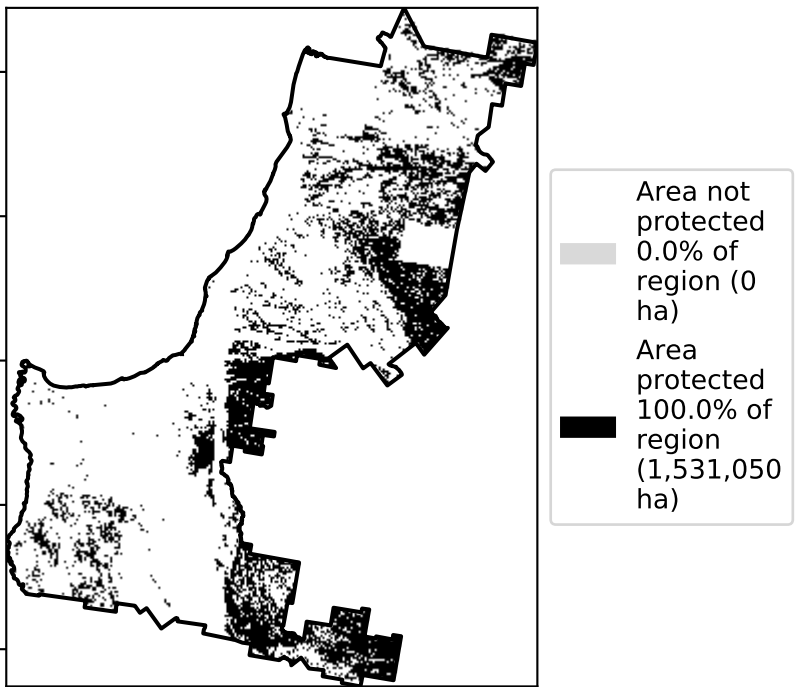 Area not
protected
0.0% of
region (0
ha)
Area
protected
100.0% of
region
(1,531,050
ha)